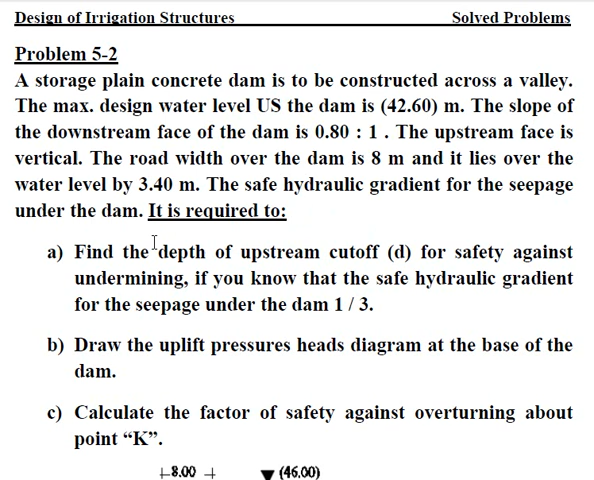 Design of Irrigation Structures Solved Problems
Problem 5-2
A storage plain concrete dam is to be constructed across a valley.
The max. design water level US the dam is (42.60) m. The slope of
the downstream face of the dam is 0.80 : 1 . The upstream face is
vertical. The road width over the dam is 8 m and it lies over the
water level by 3.40 m. The safe hydraulic gradient for the seepage
under the dam. It is required to:
a) Find the depth of upstream cutoff (d) for safety against
undermining, if you know that the safe hydraulic gradient
for the seepage under the dam 1 / 3.
b) Draw the uplift pressures heads diagram at the base of the
dam.
c) Calculate the factor of safety against overturning about
point “K”.
8.00 (46.00)